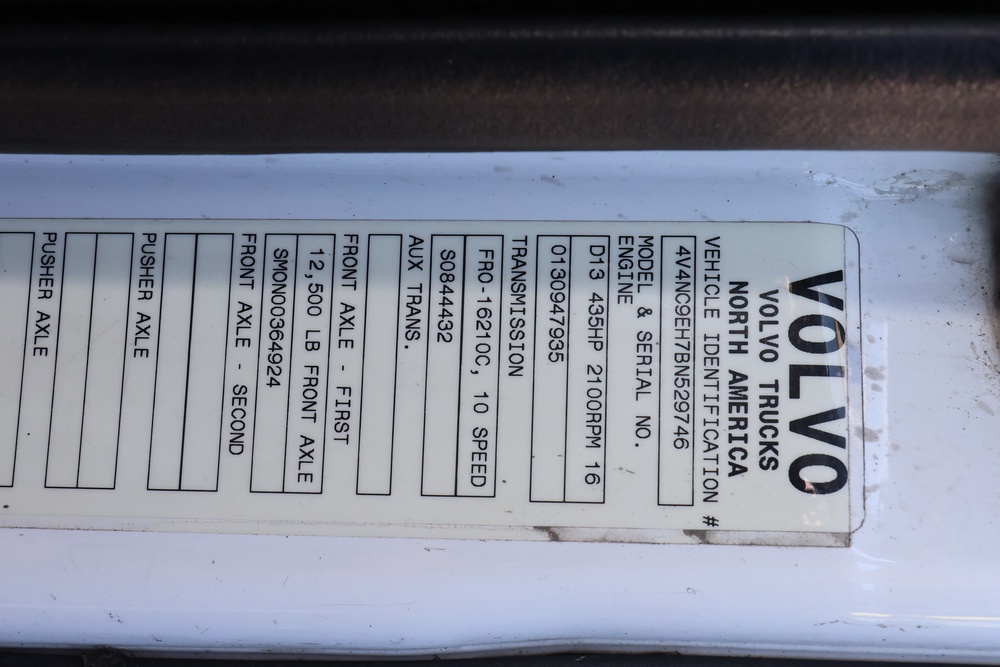 VOLVO
VOLVO TRUCKS
NORTH AMERICA
VEHICLE IDENTIFICATION #
4V4NC9EH7BN529746
MODEL & SERIAL NO.
ENGINE
D13 435HP 2100RPM 16
0130947935
TRANSMISSION
FRO-16210C, 10 SPEED
S0844432
AUX TRANS.
FRONT AXLE - FIRST
12,500 LB FRONT AXLE
SMON00364924
FRONT AXLE - SECOND
PUSHER AXLE
PUSHER AXLE